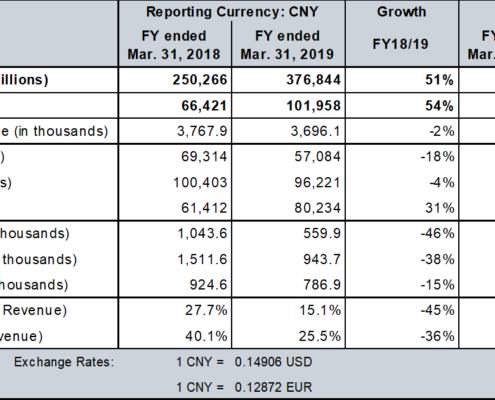 Reporting Currency: CNY Growth
FY ended FY ended FY18/19 FY
Mar. 31, 2018 Mar. 31, 2019 Mar.
illions) 250,266 376,844 51%
66,421 101,958 54%
e (in thousands) 3,767.9 3,696.1 -2%
) 69,314 57,084 -18%
s) 100,403 96,221 -4%
61,412 80,234 31%
housands) 1,043.6 559.9 -46%
thousands) 1,511.6 943.7 -38%
housands) 924.6 786.9 -15%
Revenue) 27.7% 15.1% -45%
venue) 40.1% 25.5% -36%
Exchange Rates: 1 CNY = 0.14906 USD
1 CNY = 0.12872 EUR